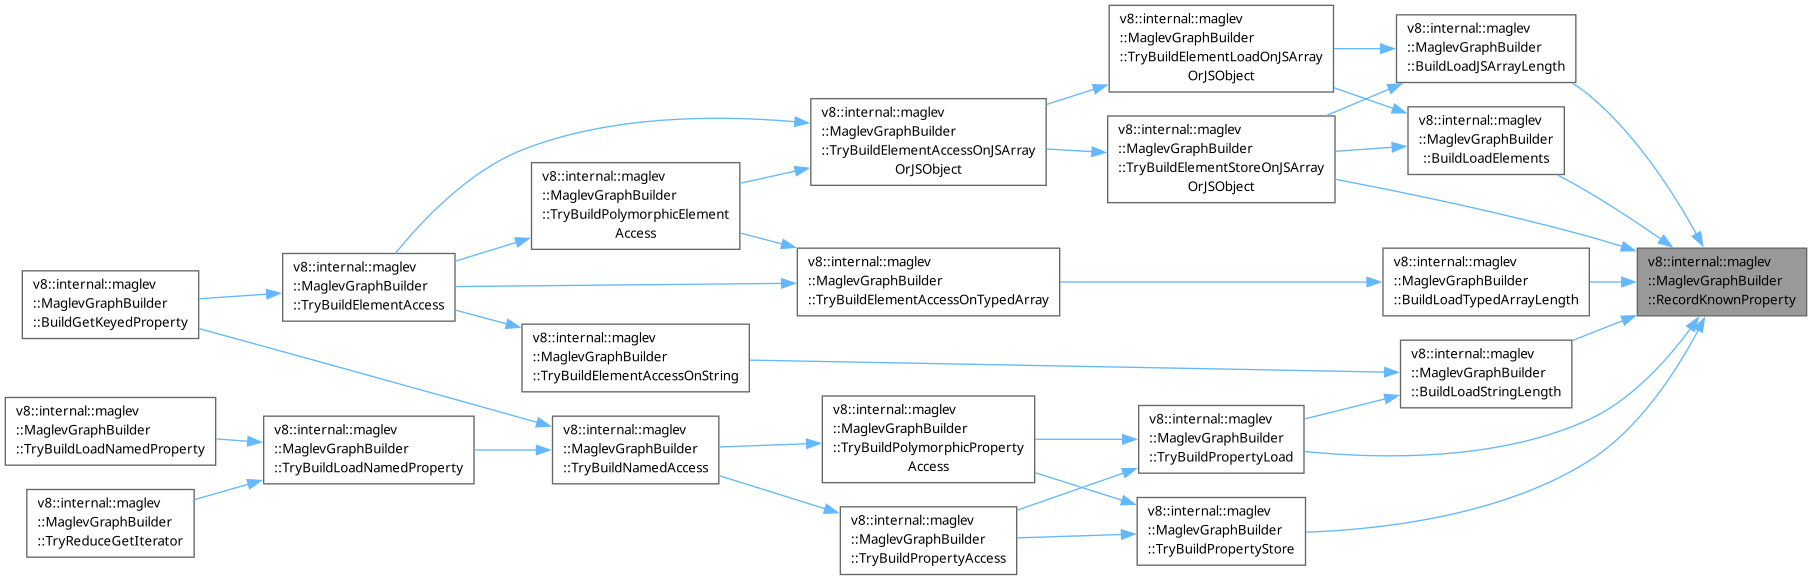 v8::internal::maglev
::MaglevGraphBuilder
::TryBuildElementLoadOnJSArray
OrJSObject
v8::internal::maglev
::MaglevGraphBuilder
::BuildLoadJSArrayLength
v8::internal::maglev
::MaglevGraphBuilder
::TryBuildElementAccessOnJSArray
OrJSObject
v8::internal::maglev
::MaglevGraphBuilder
::BuildLoadElements
v8::internal::maglev
::MaglevGraphBuilder
::TryBuildElementStoreOnJSArray
OrJSObject
v8::internal::maglev
::MaglevGraphBuilder
::TryBuildPolymorphicElement
Access
v8::internal::maglev
::MaglevGraphBuilder
::TryBuildElementAccess
v8::internal::maglev
::MaglevGraphBuilder
::BuildGetKeyedProperty
v8::internal::maglev
::MaglevGraphBuilder
::TryBuildElementAccessOnTypedArray
v8::internal::maglev
::MaglevGraphBuilder
::BuildLoadTypedArrayLength
v8::internal::maglev
::MaglevGraphBuilder
::RecordKnownProperty
v8::internal::maglev
::MaglevGraphBuilder
::TryBuildElementAccessOnString
v8::internal::maglev
::MaglevGraphBuilder
::BuildLoadStringLength
v8::internal::maglev
::MaglevGraphBuilder
::TryBuildLoadNamedProperty
v8::internal::maglev
::MaglevGraphBuilder
::TryBuildLoadNamedProperty
v8::internal::maglev
::MaglevGraphBuilder
::TryBuildNamedAccess
v8::internal::maglev
::MaglevGraphBuilder
::TryBuildPolymorphicProperty
Access
v8::internal::maglev
::MaglevGraphBuilder
::TryBuildPropertyLoad
v8::internal::maglev
::MaglevGraphBuilder
::TryReduceGetIterator
v8::internal::maglev
::MaglevGraphBuilder
::TryBuildPropertyAccess
v8::internal::maglev
::MaglevGraphBuilder
::TryBuildPropertyStore